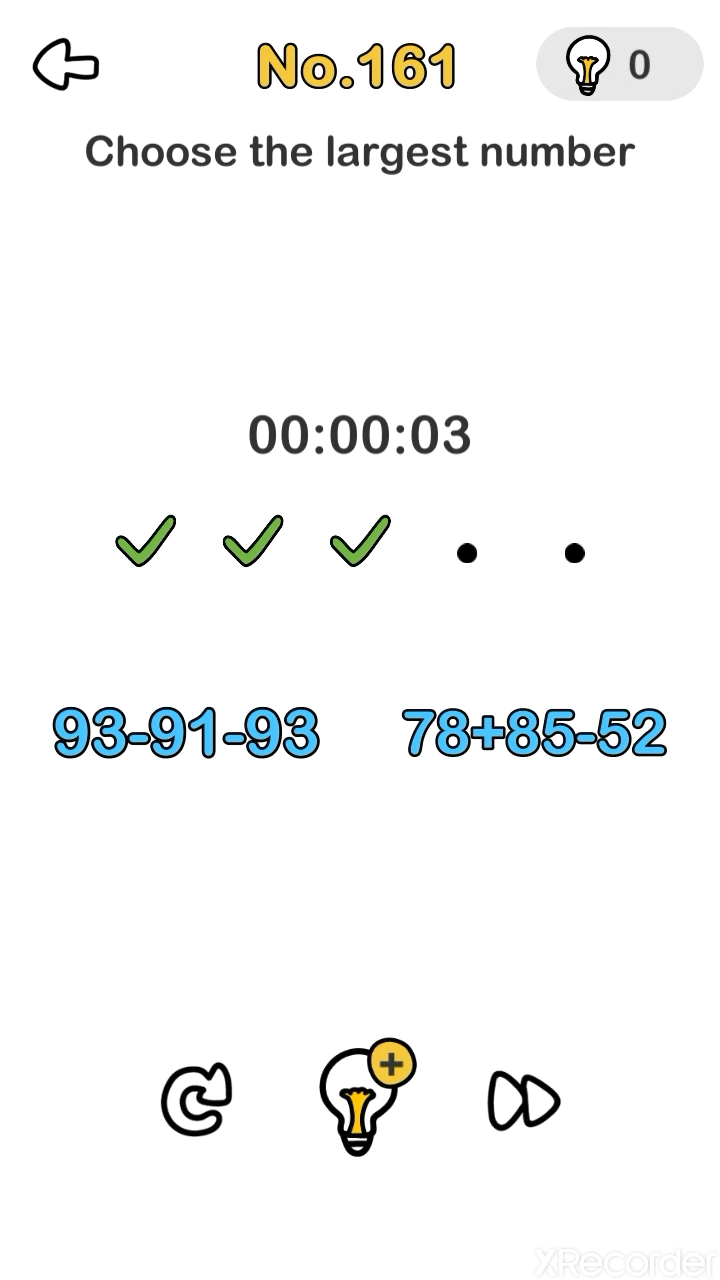 No.161
0
Choose the largest number
00:00:03
93-91-93 78+85-52
XRecorder